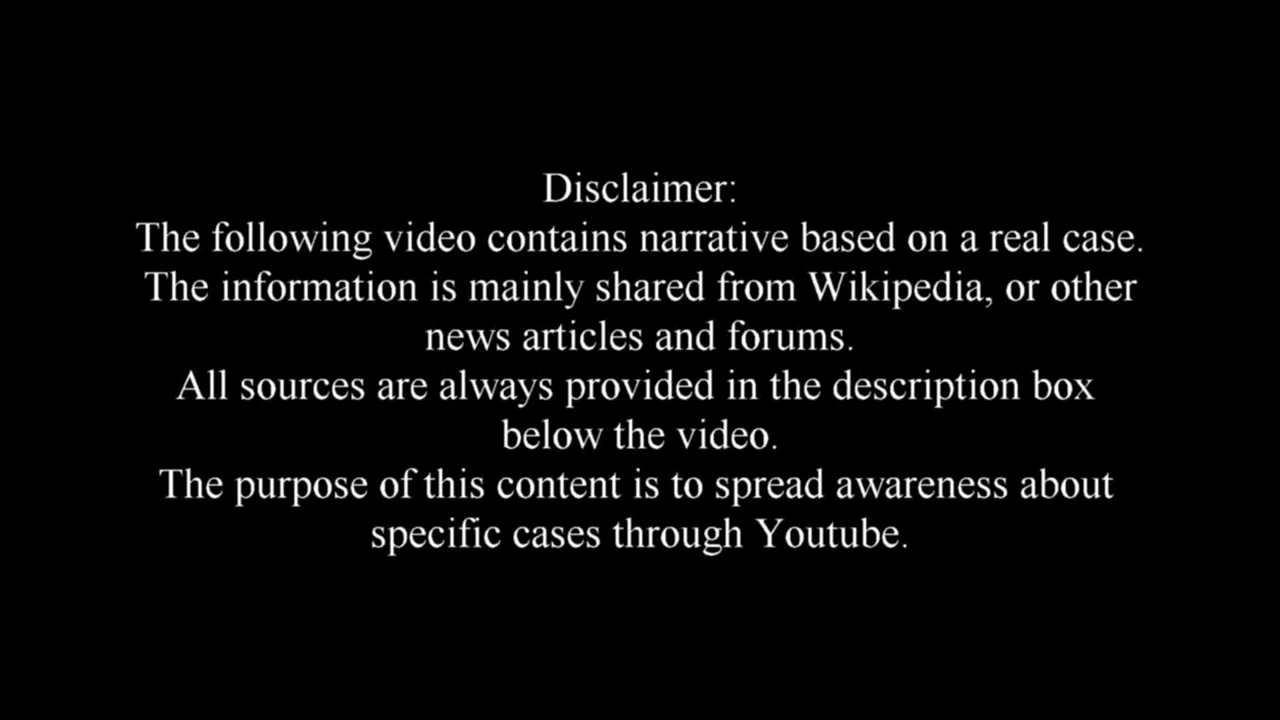 Disclaimer:
The following video contains narrative based on a real case.
The information is mainly shared from Wikipedia, or other
news articles and forums.
All sources are always provided in the description box
below the video.
The purpose of this content is to spread awareness about
specific cases through Youtube.